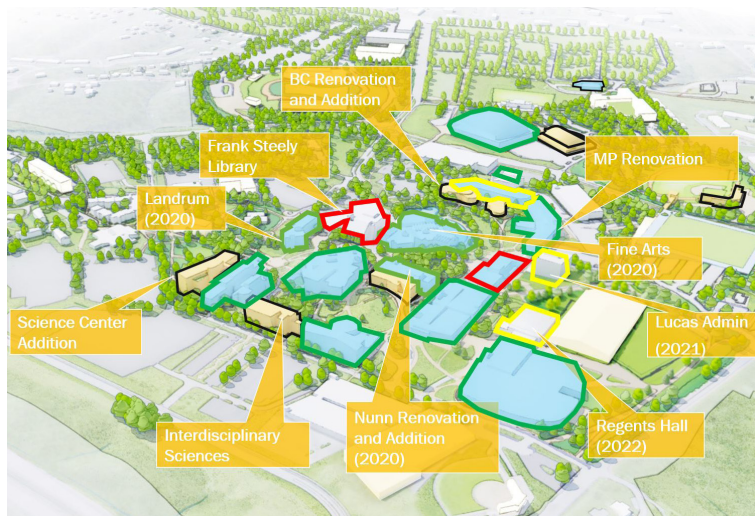 BC Renovation
and Addition
Frank Steely
Library
MP Renovation
Landrum
(2020)
Fine Arts
(2020)
Science Center
Addition
Lucas Admin
(2021)
Interdisciplinary
Sciences
Nunn Renovation
and Addition
(2020)
Regents Hall
(2022)